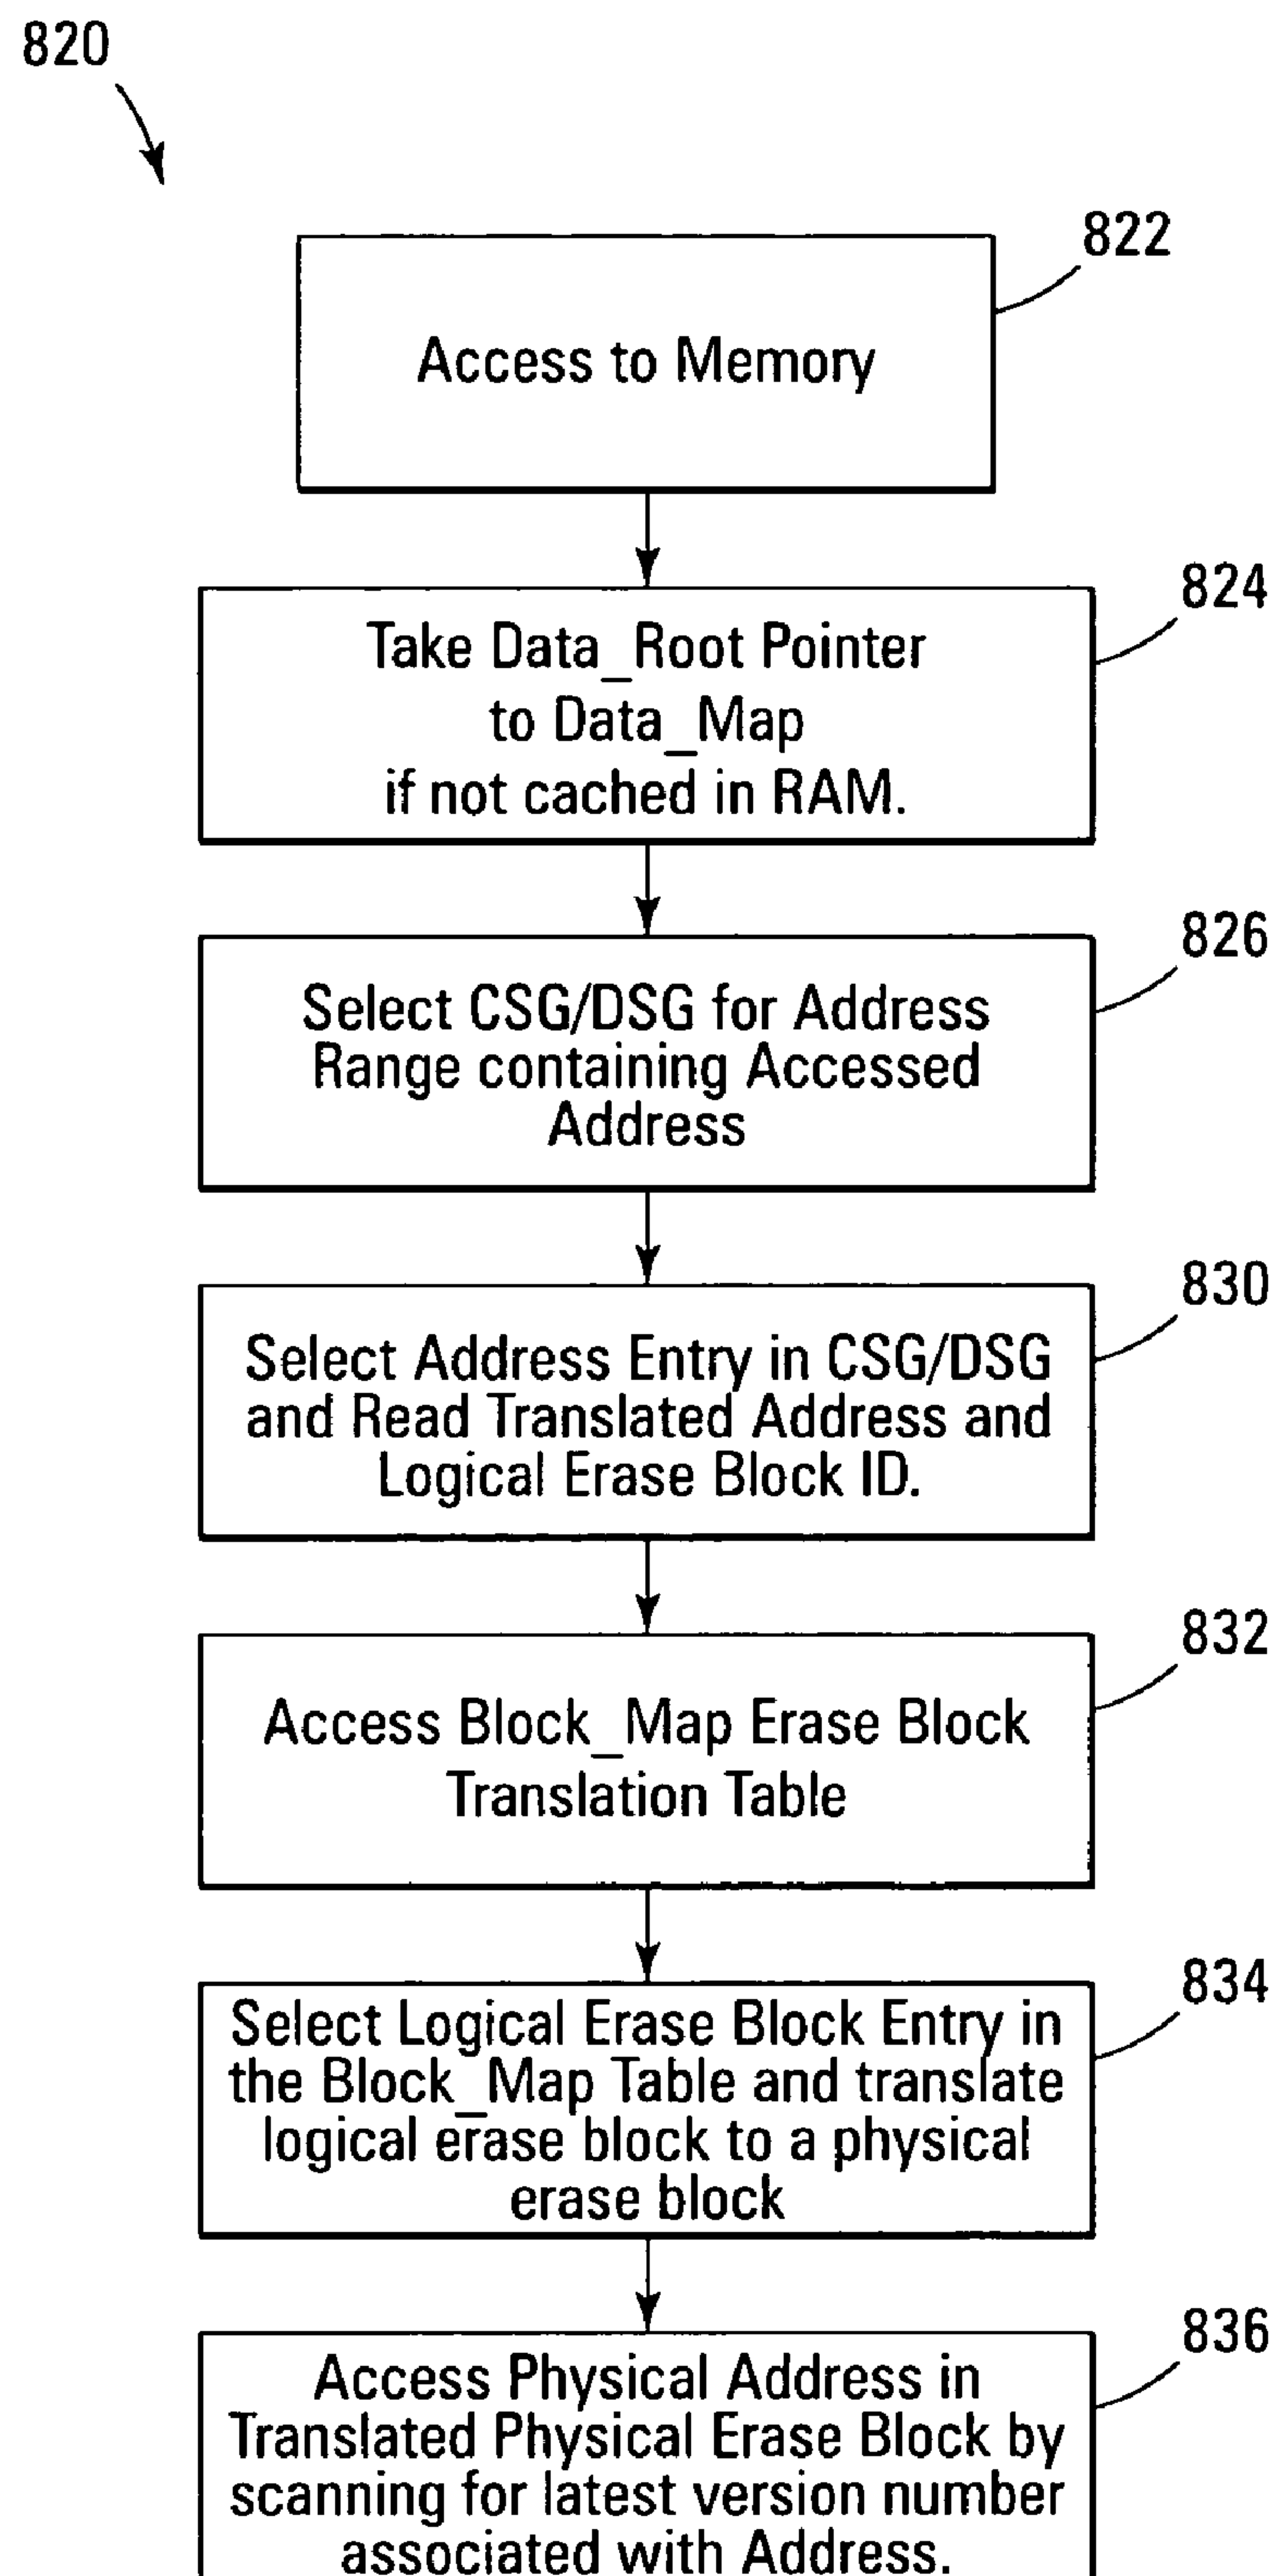 820
822
Access to Memory
824
Take Data_Root Pointer
to Data_Map
if not cached in RAM.
826
Select CSG/DSG for Address
Range containing Accessed
Address
830
Select Address Entry in CSG/DSG
and Read Translated Address and
Logical Erase Block ID.
832
Access Block_Map Erase Block
Translation Table
834
Select Logical Erase Block Entry in
the Block_Map Table and translate
logical erase block to a physical
erase block
836
Access Physical Address in
Translated Physical Erase Block by
scanning for latest version number
associated with Address.